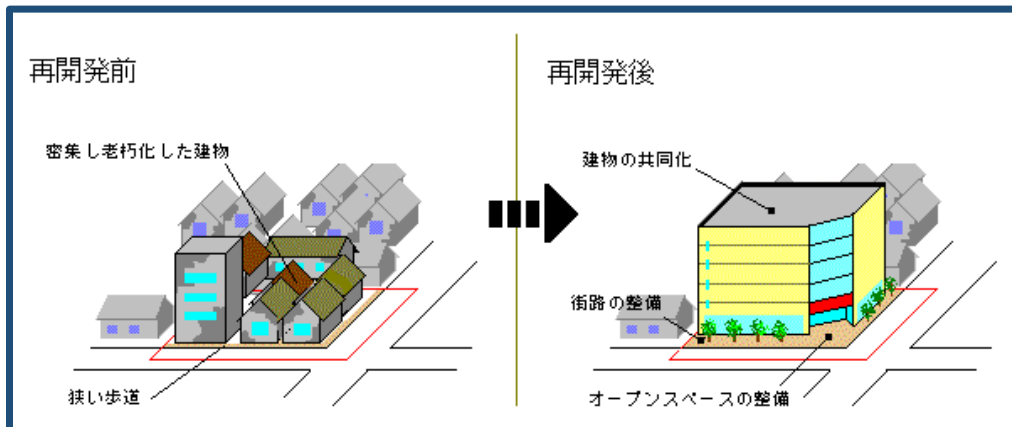 再開発前
密集し老朽化した建物
狭い歩道
再開発後
建物の共同化
街路の整備
オープンスペースの整備